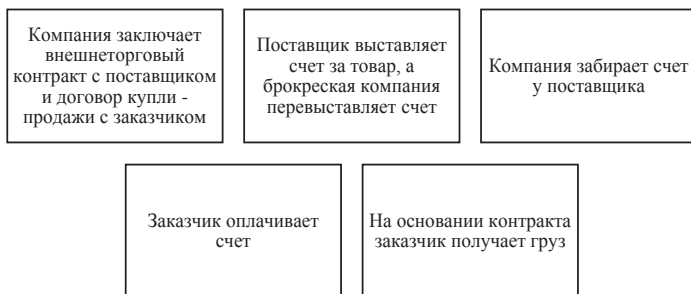 Компания заключает
внешнеторговый
контракт с поставщиком
и договор купли -
продажи с заказчиком
Поставщик выставляет
счет за товар, а
брокреская компания
перевыставляет счет
Компания забирает счет
у поставщика
Заказчик оплачивает
счет
На основании контракта
заказчик получает груз